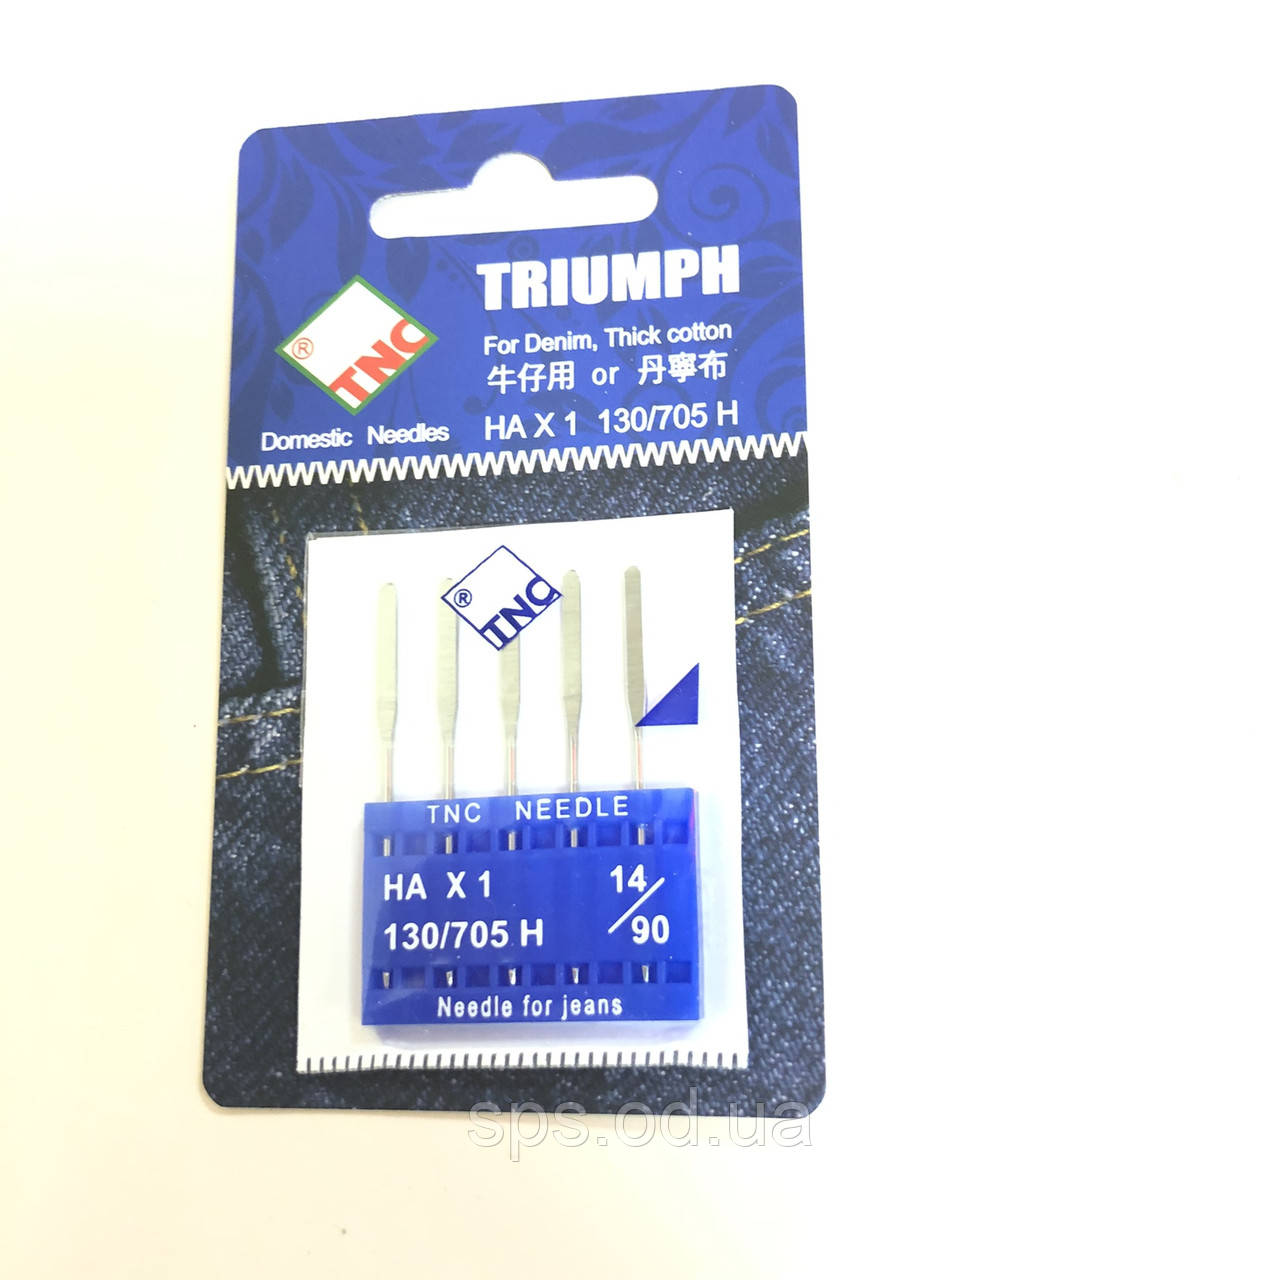 TRIUMPH
For Denim, Thick cotton
牛仔用 or 丹寧布
HA X 1 130/705 H
® TNC
Domestic Needles
® TNC
TNC NEEDLE
HA X 1 14/90
130/705 H
Needle for jeans
sps.od.ua